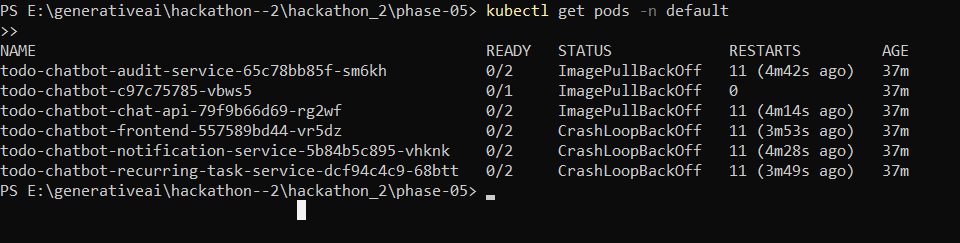 PS E:\generativeai\hackathon--2\hackathon_2\phase-05> kubectl get pods -n default
>>
NAME READY STATUS RESTARTS AGE
todo-chatbot-audit-service-65c78bb85f-sm6kh 0/2 ImagePullBackOff 11 (4m42s ago) 37m
todo-chatbot-c97c75785-vbws5 0/1 ImagePullBackOff 0 37m
todo-chatbot-chat-api-79f9b66d69-rg2wf 0/2 ImagePullBackOff 11 (4m14s ago) 37m
todo-chatbot-frontend-557589bd44-vr5dz 0/2 CrashLoopBackOff 11 (3m53s ago) 37m
todo-chatbot-notification-service-5b84b5c895-vhknk 0/2 CrashLoopBackOff 11 (4m28s ago) 37m
todo-chatbot-recurring-task-service-dcf94c4c9-68btt 0/2 CrashLoopBackOff 11 (3m49s ago) 37m
PS E:\generativeai\hackathon--2\hackathon_2\phase-05>